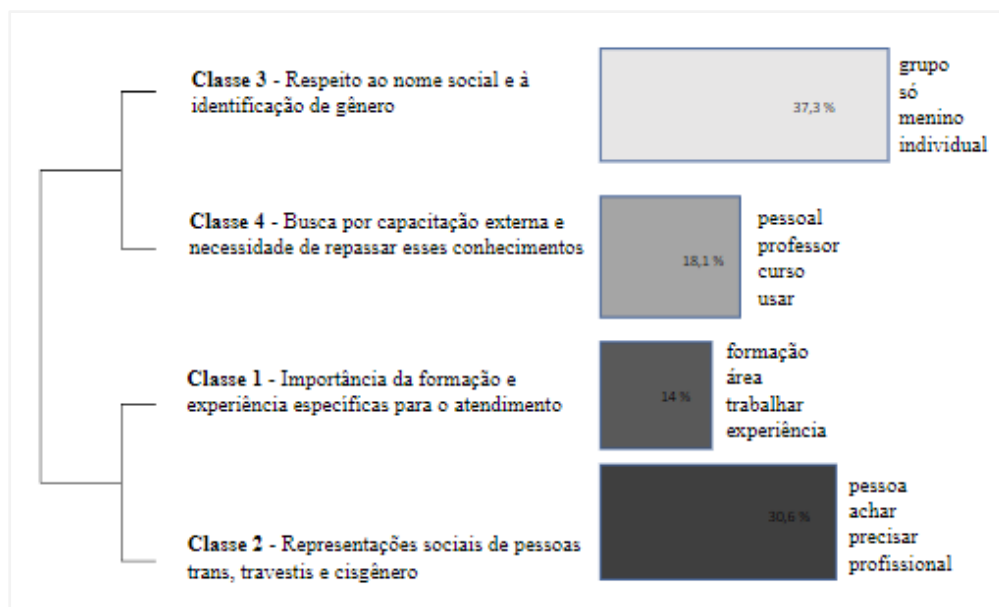 Classe 3 - Respeito ao nome social e à
identificação de gênero
37,3 %
grupo
só
menino
individual
Classe 4 - Busca por capacitação externa e
necessidade de repassar esses conhecimentos
18,1 %
pessoal
professor
curso
usar
Classe 1 - Importância da formação e
experiência específicas para o atendimento
14 %
formação
área
trabalhar
experiência
Classe 2 - Representações sociais de pessoas
trans, travestis e cisgênero
30,6 %
pessoa
achar
precisar
profissional